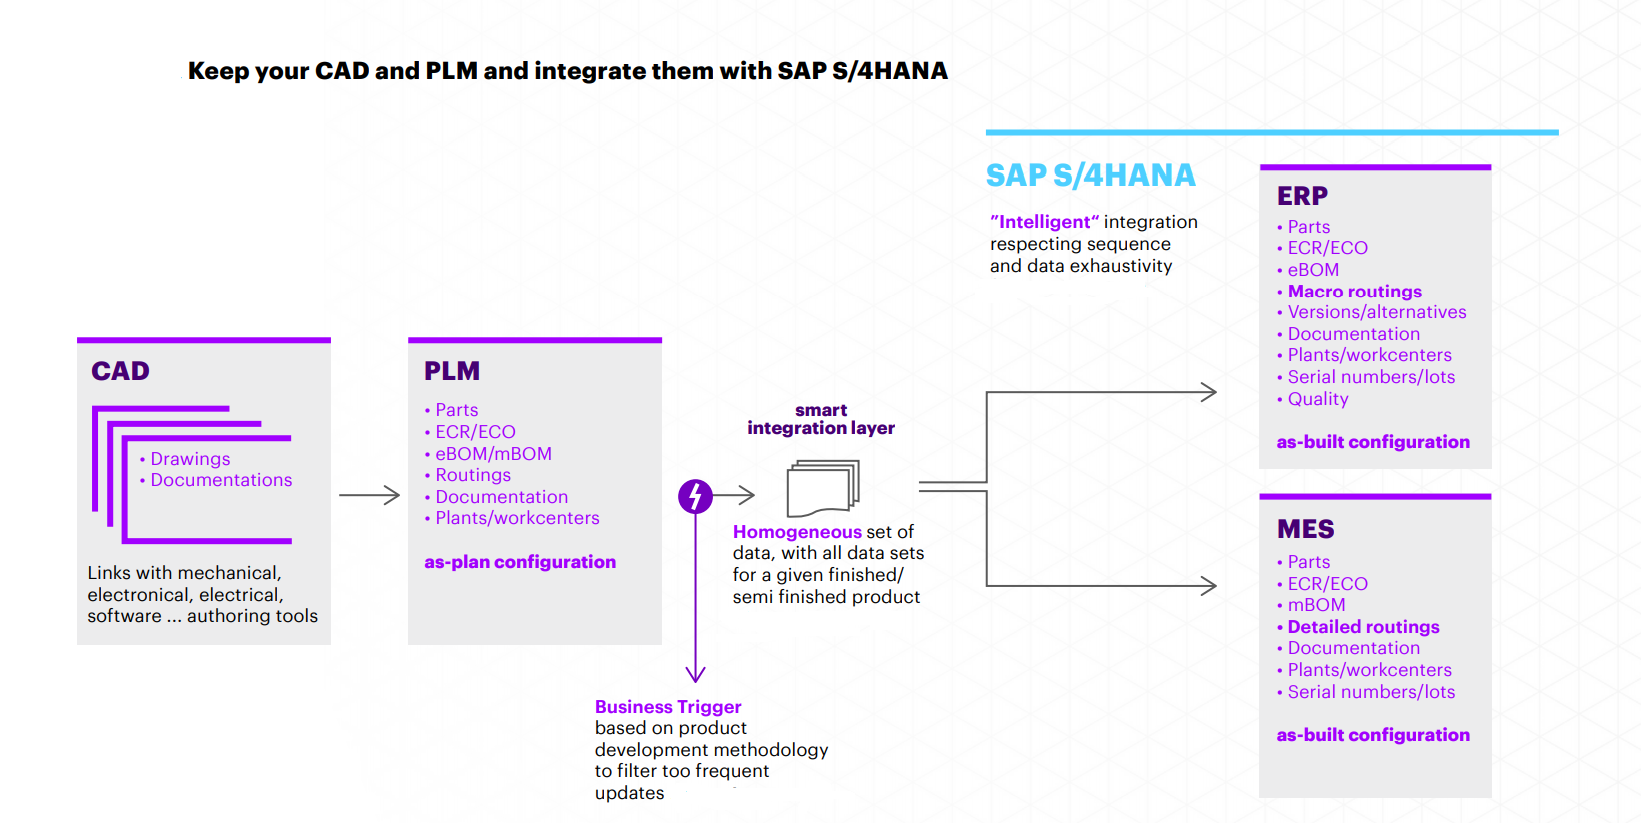 Keep your CAD and PLM and integrate them with SAP S/4HANA
CAD
• Drawings
• Documentations
Links with mechanical,
electronical, electrical,
software ... authoring tools
PLM
• Parts
• ECR/ECO
• eBOM/mBOM
• Routings
• Documentation
• Plants/workcenters
as-plan configuration
Business Trigger
based on product
development methodology
to filter too frequent
updates
smart
integration layer
Homogeneous set of
data, with all data sets
for a given finished/
semi finished product
SAP S/4HANA
”Intelligent“ integration
respecting sequence
and data exhaustivity
ERP
• Parts
• ECR/ECO
• eBOM
• Macro routings
• Versions/alternatives
• Documentation
• Plants/workcenters
• Serial numbers/lots
• Quality
as-built configuration
MES
• Parts
• ECR/ECO
• mBOM
• Detailed routings
• Documentation
• Plants/workcenters
• Serial numbers/lots
as-built configuration